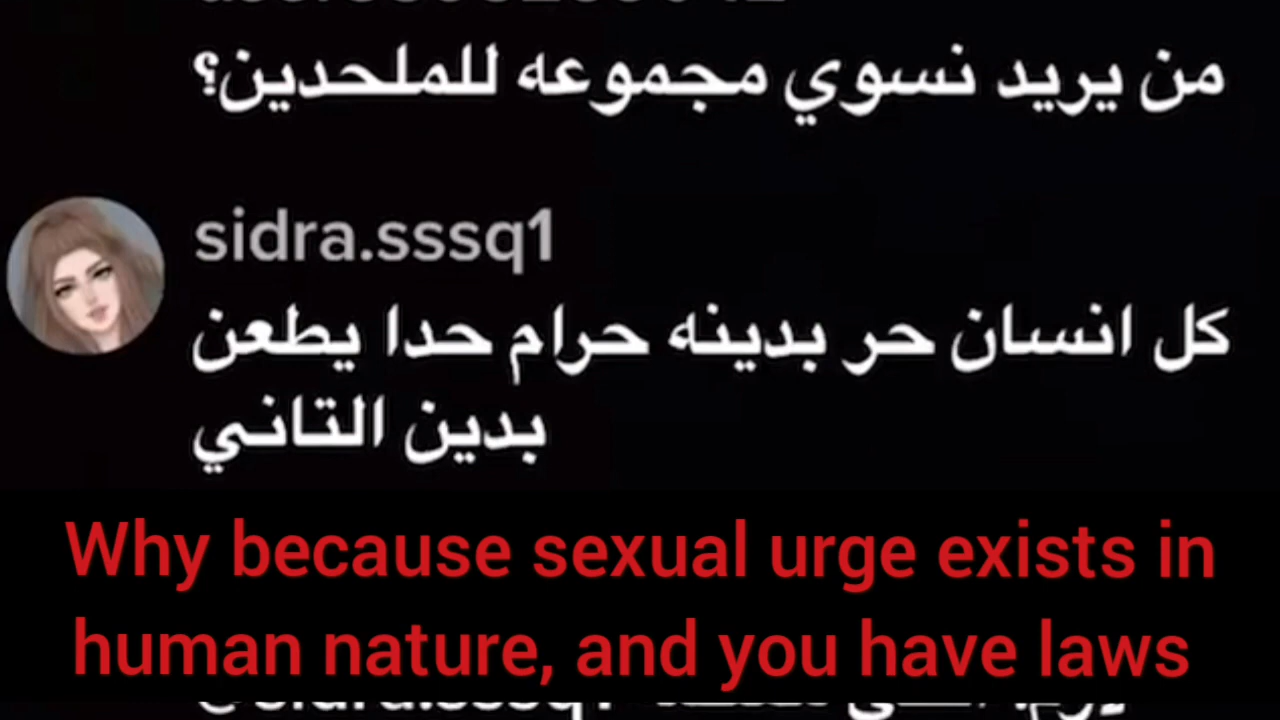 من يريد نسوي مجموعه للملحدين؟
sidra.sssq1
كل انسان حر بدينه حرام حدا يطعن
بدين التاني
Why because sexual urge exists in
human nature, and you have laws